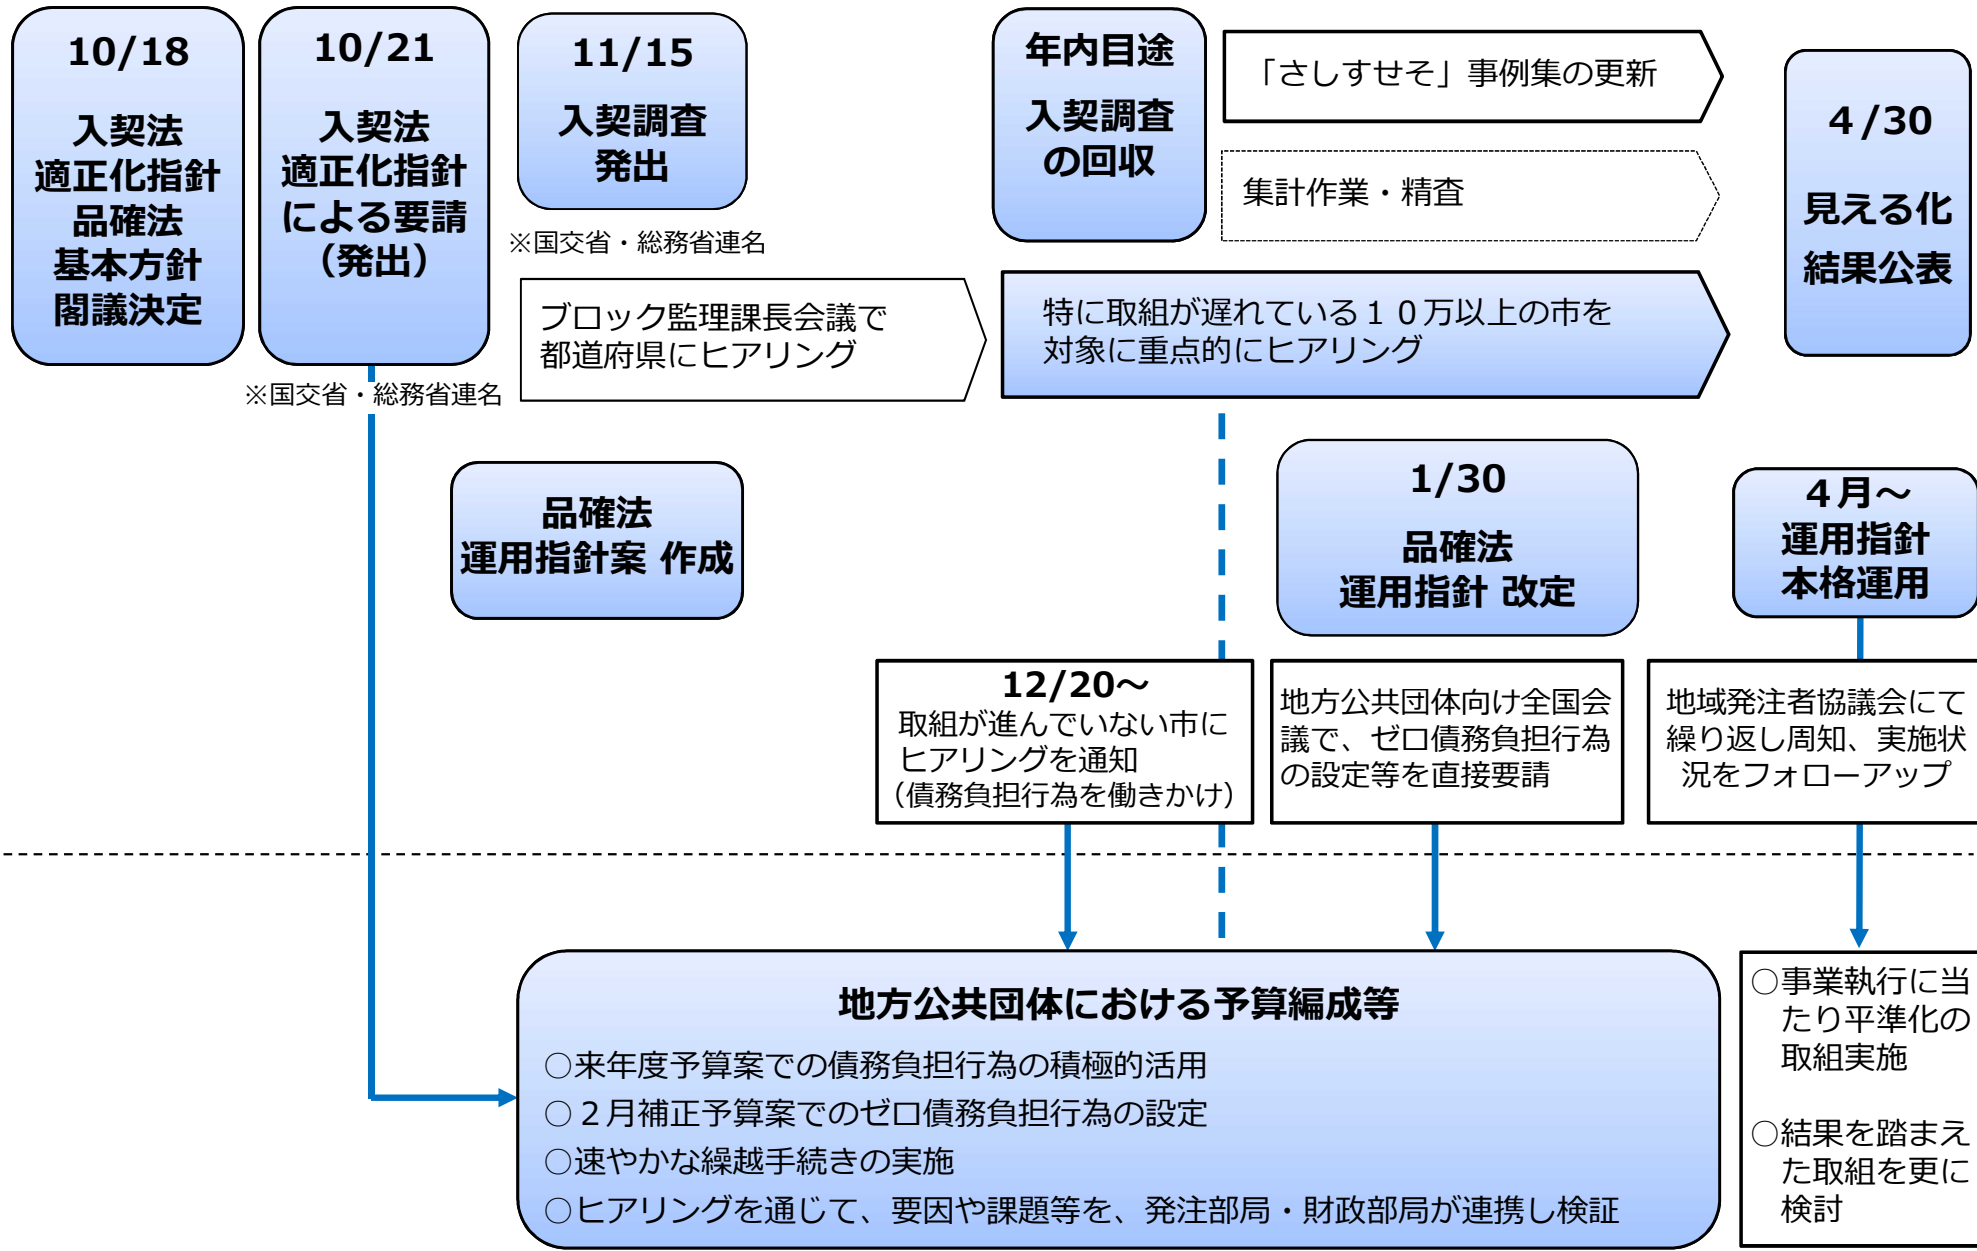 10/18
入契法
適正化指針
品確法
基本方針
閣議決定
10/21
入契法
適正化指針
による要請
（発出）
※国交省・総務省連名
11/15
入契調査
発出
※国交省・総務省連名
年内目途
入契調査
の回収
「さしすせそ」事例集の更新
集計作業・精査
４/30
見える化
結果公表
ブロック監理課長会議で
都道府県にヒアリング
特に取組が遅れている１０万以上の市を
対象に重点的にヒアリング
品確法
運用指針案 作成
1/30
品確法
運用指針 改定
４月～
運用指針
本格運用
12/20～
取組が進んでいない市に
ヒアリングを通知
（債務負担行為を働きかけ）
地方公共団体向け全国会
議で、ゼロ債務負担行為
の設定等を直接要請
地域発注者協議会にて
繰り返し周知、実施状
況をフォローアップ
地方公共団体における予算編成等
○来年度予算案での債務負担行為の積極的活用
○２月補正予算案でのゼロ債務負担行為の設定
○速やかな繰越手続きの実施
○ヒアリングを通じて、要因や課題等を、発注部局・財政部局が連携し検証
○事業執行に当
たり平準化の
取組実施
○結果を踏まえ
た取組を更に
検討